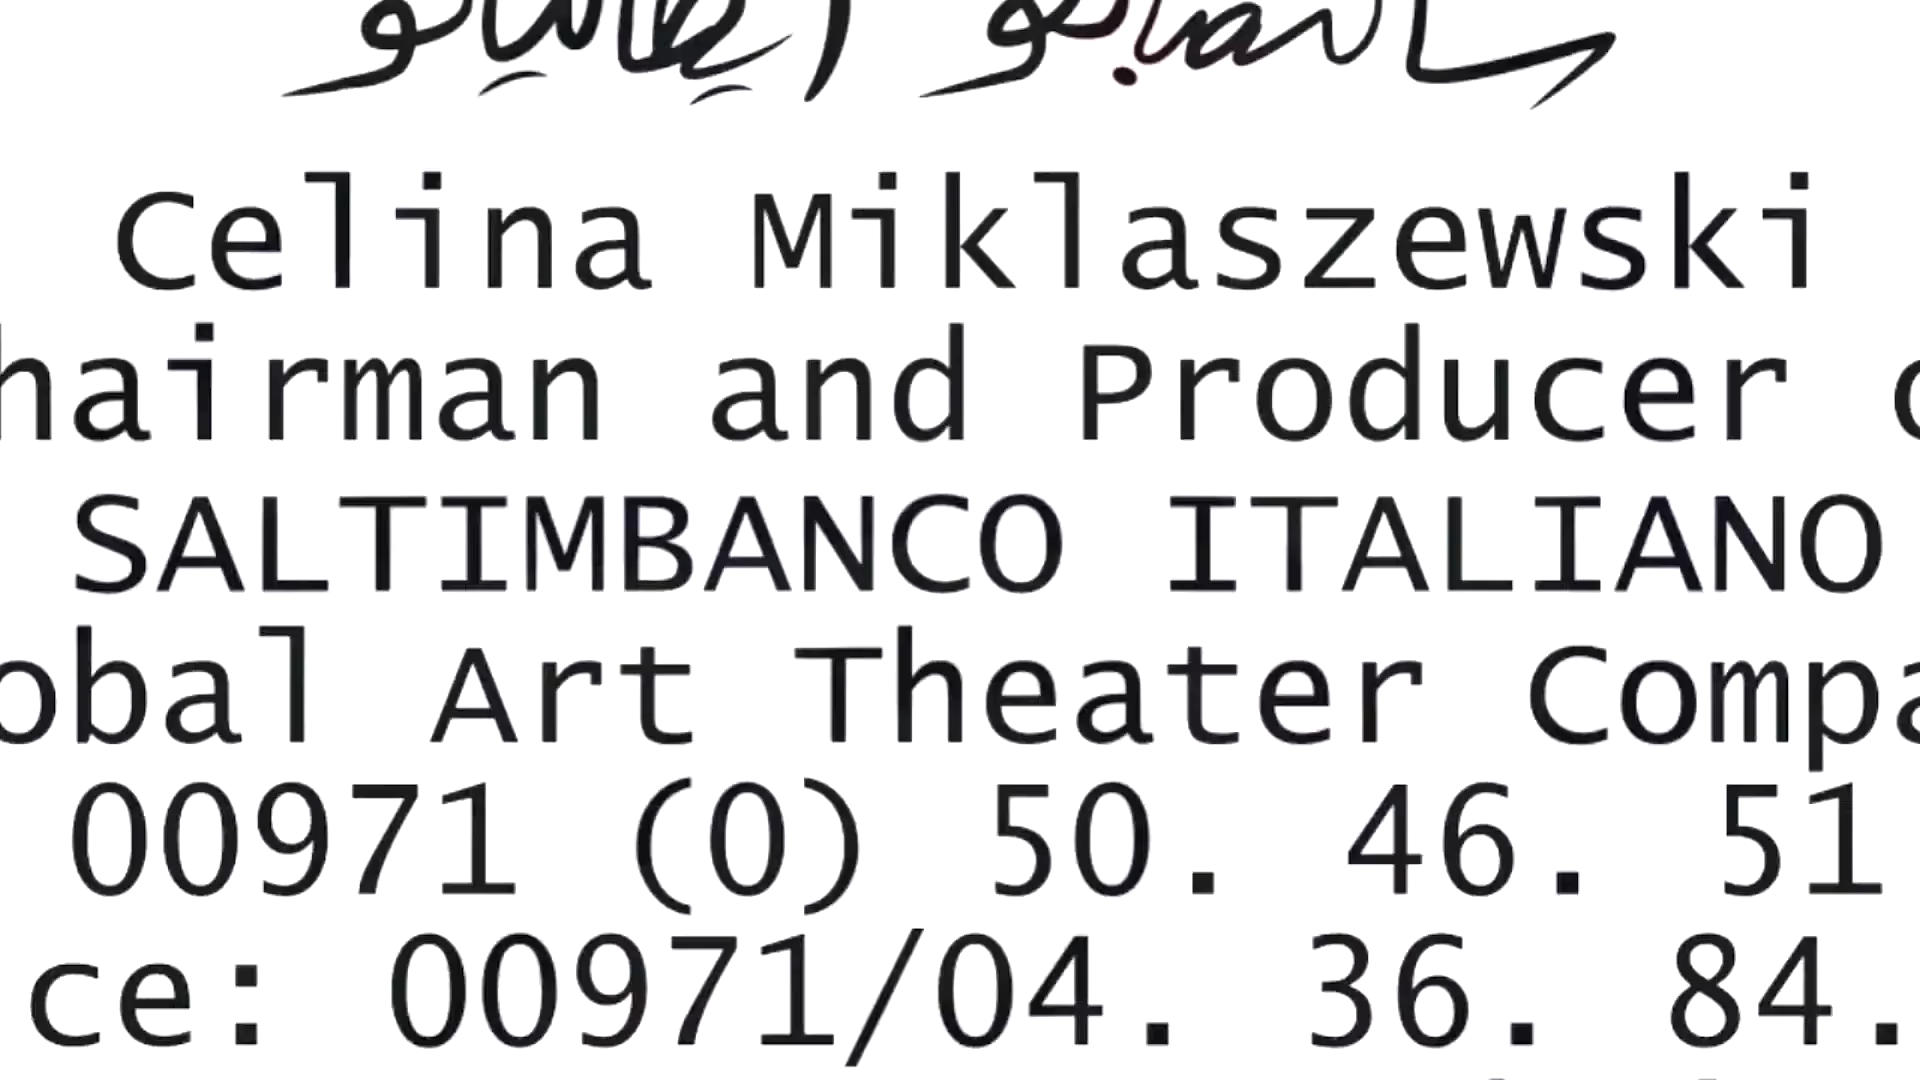 Celina Miklaszewski
hairman and Producer o
SALTIMBANCO ITALIANO
obal Art Theater Compa
00971 (0) 50. 46. 51
ce: 00971/04. 36. 84.